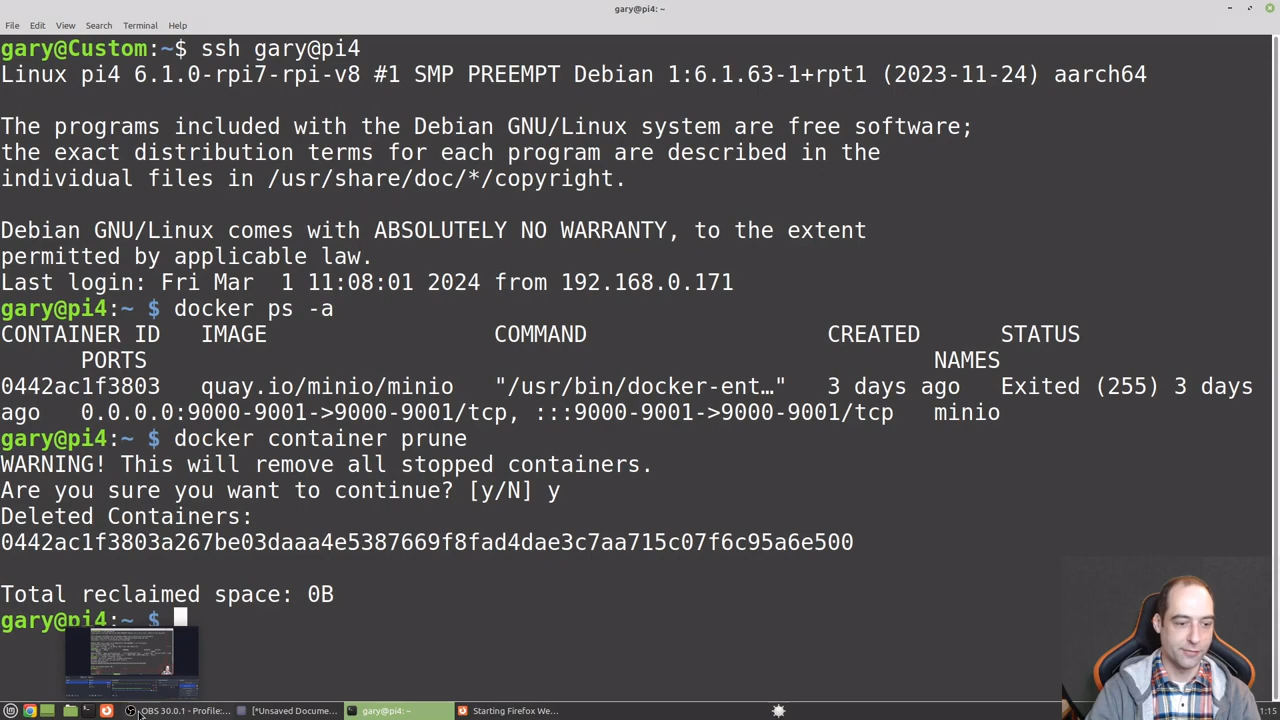 gary@pi4: ~
File Edit View Search Terminal Help
gary@Custom:~$ ssh gary@pi4
Linux pi4 6.1.0-rpi7-rpi-v8 #1 SMP PREEMPT Debian 1:6.1.63-1+rpt1 (2023-11-24) aarch64
The programs included with the Debian GNU/Linux system are free software;
the exact distribution terms for each program are described in the
individual files in /usr/share/doc/*/copyright.
Debian GNU/Linux comes with ABSOLUTELY NO WARRANTY, to the extent
permitted by applicable law.
Last login: Fri Mar  1 11:08:01 2024 from 192.168.0.171
gary@pi4:~ $ docker ps -a
CONTAINER ID   IMAGE                 COMMAND                  CREATED      STATUS
PORTS                                                           NAMES
0442ac1f3803   quay.io/minio/minio   "/usr/bin/docker-ent…"   3 days ago   Exited (255) 3 days
ago   0.0.0.0:9000-9001->9000-9001/tcp, :::9000-9001->9000-9001/tcp   minio
gary@pi4:~ $ docker container prune
WARNING! This will remove all stopped containers.
Are you sure you want to continue? [y/N] y
Deleted Containers:
0442ac1f3803a267be03daaa4e5387669f8fad4dae3c7aa715c07f6c95a6e500
Total reclaimed space: 0B
gary@pi4:~ $
OBS 30.0.1 - Profile:... [*Unsaved Docume... gary@pi4: ~ Starting Firefox We... 1:15